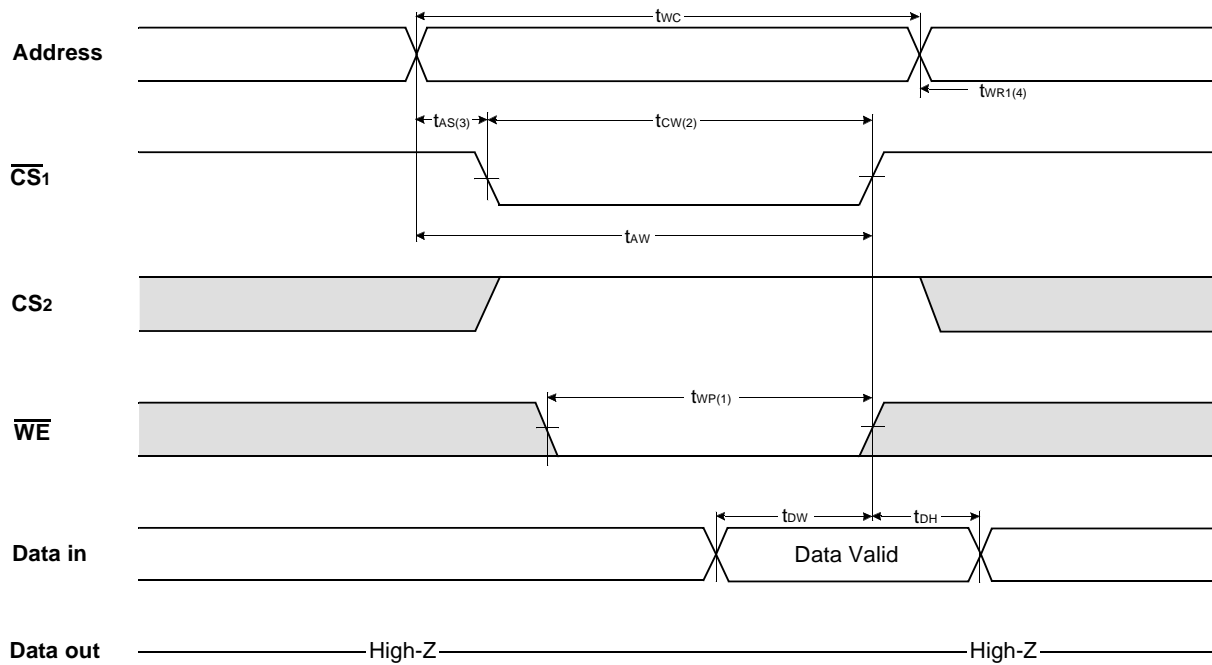 tWC
Address
tWR1(4)
tAS(3)
tCW(2)
CS1
tAW
CS2
tWP(1)
WE
tDW
tDH
Data in
Data Valid
Data out
High-Z
High-Z